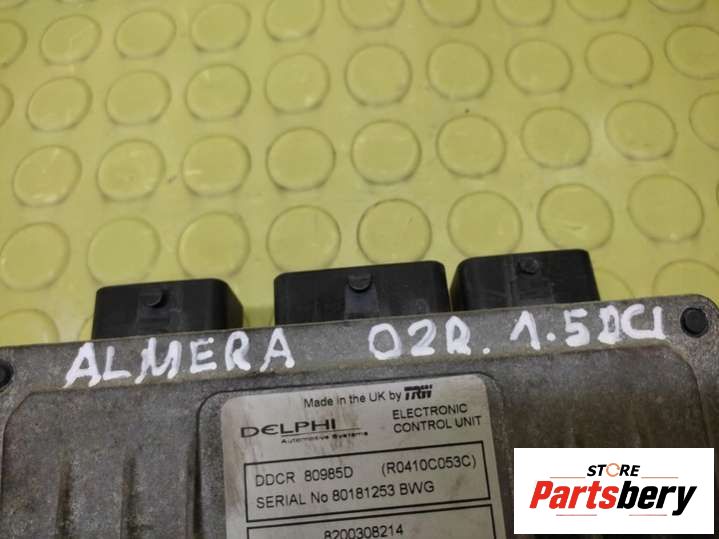 ALMERA 02R. 1.5DCI
Made in the UK by TRW
DELPHI
Automotive Systems
ELECTRONIC
CONTROL UNIT
DDCR 80985D (R0410C053C)
SERIAL No 80181253 BWG
8200308214
STORE
Partsbery